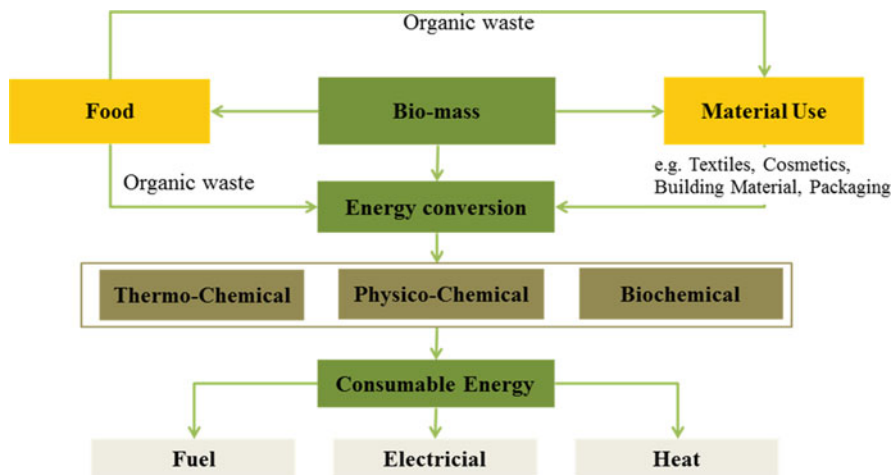 Organic waste
Food
Bio-mass
Material Use
e.g. Textiles, Cosmetics,
Building Material, Packaging
Organic waste
Energy conversion
Thermo-Chemical
Physico-Chemical
Biochemical
Consumable Energy
Fuel
Electricial
Heat